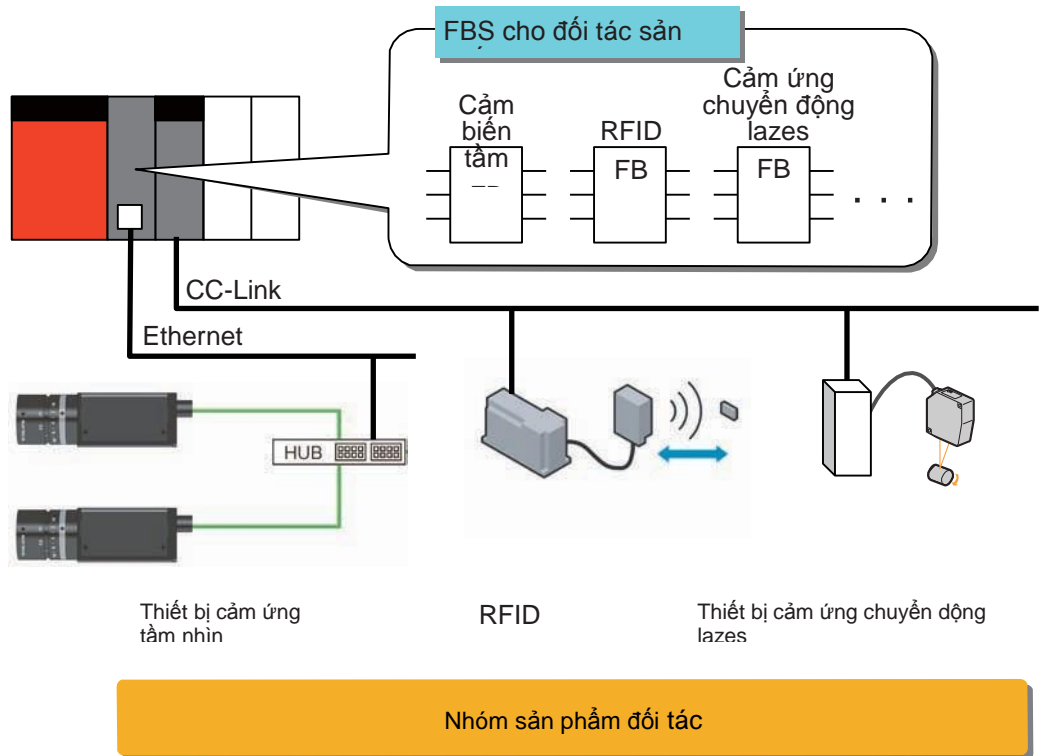 FBS cho đối tác sản
Cảm
biến
tầm
RFID
FB
Cảm ứng
chuyển động
lazes
FB
. . .
CC-Link
Ethernet
HUB
Thiết bị cảm ứng
tầm nhìn
RFID
Thiết bị cảm ứng chuyển dộng
lazes
Nhóm sản phẩm đối tác